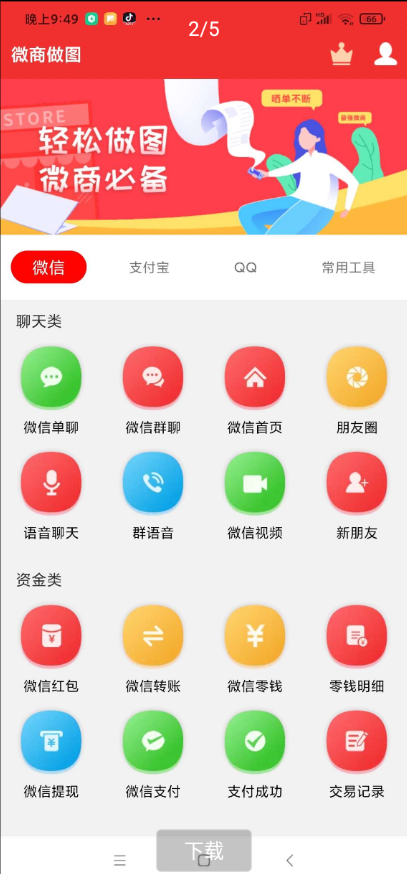 晚上9:49
HD
66
2/5
微商做图
STORE
轻松做图
微商必备
晒单不断
微信
支付宝
QQ
常用工具
聊天类
微信单聊
微信群聊
微信首页
朋友圈
语音聊天
群语音
微信视频
新朋友
资金类
微信红包
微信转账
微信零钱
零钱明细
微信提现
微信支付
支付成功
交易记录
下载